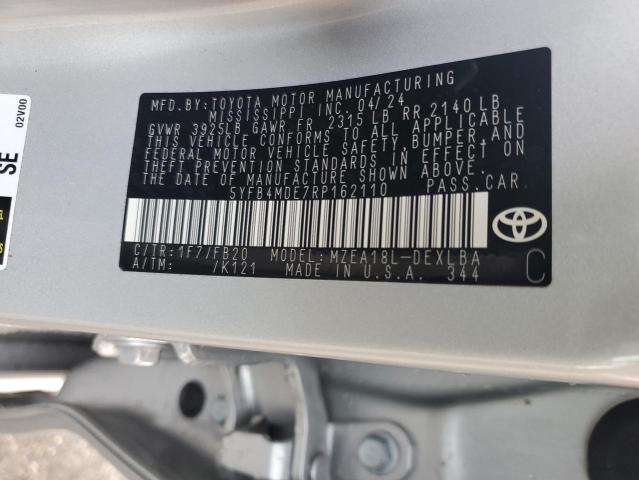 MFD. BY: TOYOTA MOTOR MANUFACTURING
MISSISSIPPI INC. 04/24
GVWR 3925LB GAWR FR 2315 LB RR 2140 LB
THIS VEHICLE CONFORMS TO ALL APPLICABLE
FEDERAL MOTOR VEHICLE SAFETY, BUMPER, AND
THEFT PREVENTION STANDARDS IN EFFECT ON
THE DATE OF MANUFACTURE SHOWN ABOVE.
5YFB4MDE7RP162110 PASS. CAR
C/TR: 1F7/FB20 MODEL: MZEA18L-DEXLBA
A/TM: /K121 MADE IN U.S.A. 344
C
02V00
SE